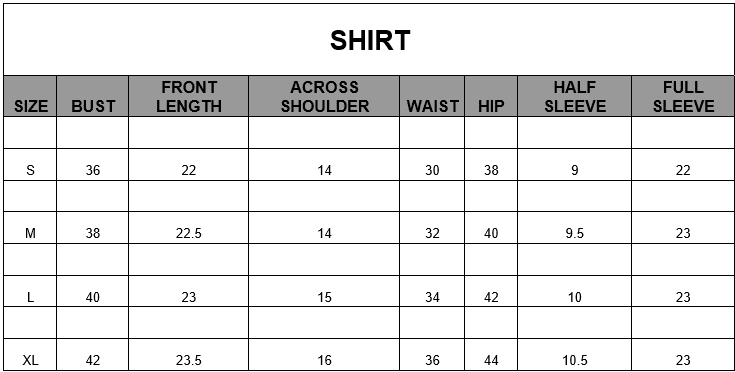 SHIRT
SIZE BUST FRONT LENGTH ACROSS SHOULDER WAIST HIP HALF SLEEVE FULL SLEEVE
S 36 22 14 30 38 9 22
M 38 22.5 14 32 40 9.5 23
L 40 23 15 34 42 10 23
XL 42 23.5 16 36 44 10.5 23